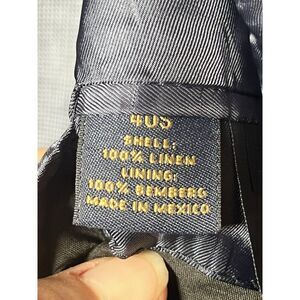 40S
SHELL:
100% LINEN
LINING:
100% BEMBERG
MADE IN MEXICO